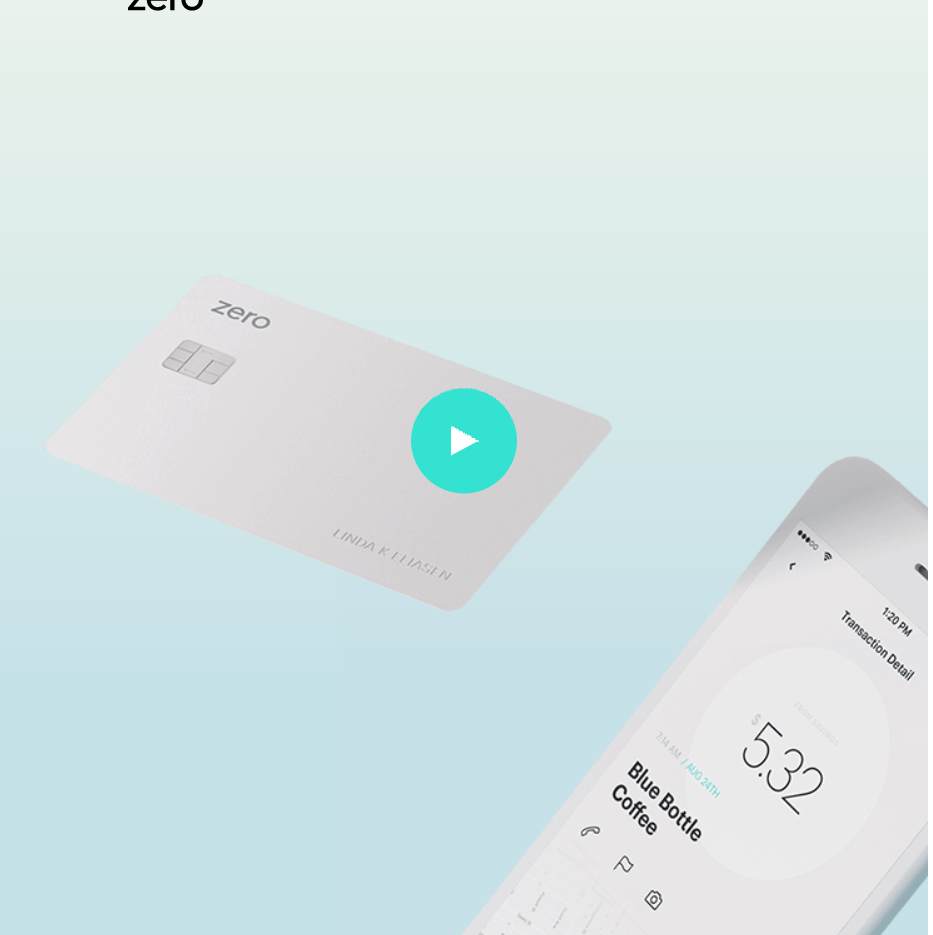 zero
zero
LINDA K ELIASEN
1:20 PM
Transaction Detail
FROM SAVINGS
$5.32
7:14 AM / AUG 24TH
Blue Bottle
Coffee